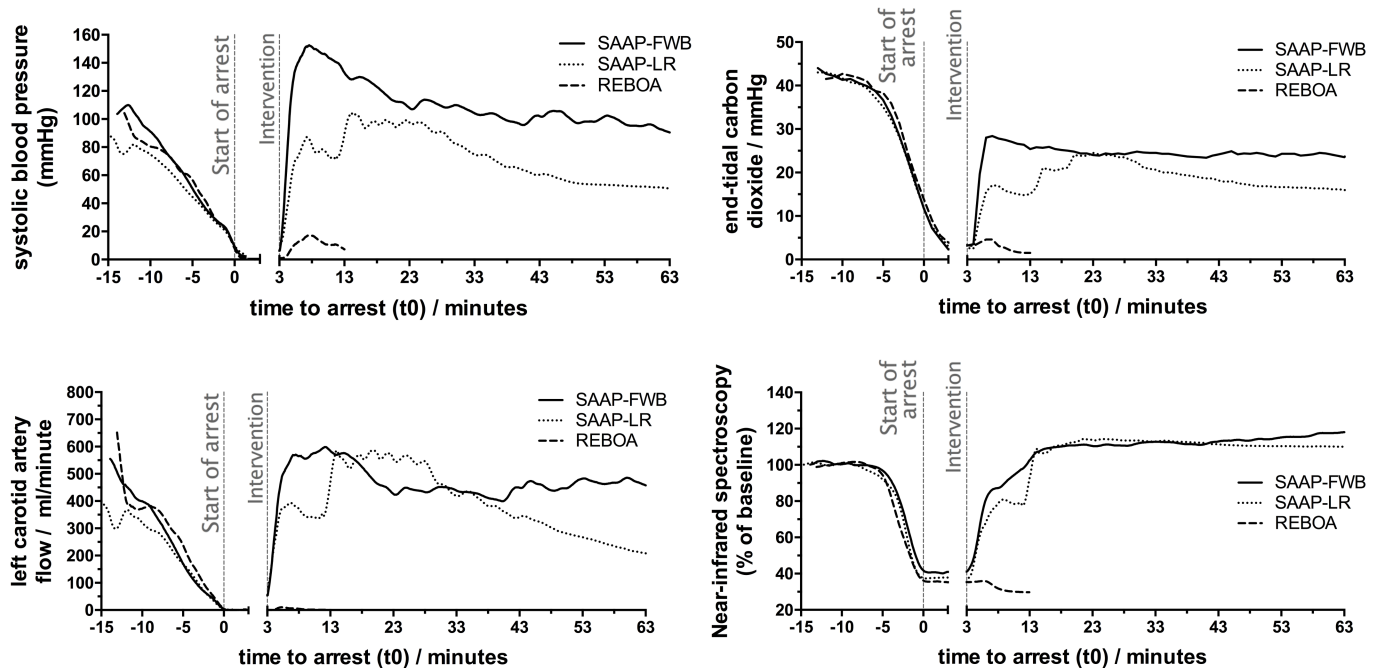 systolic blood pressure
(mmHg)
160
140
120
100
80
60
40
20
0
Start of arrest
Intervention
SAAP-FWB
SAAP-LR
REBOA
-15 -10 -5 0 3 13 23 33 43 53 63
time to arrest (t0) / minutes
end-tidal carbon
dioxide / mmHg
50
40
30
20
10
0
Start of
arrest
Intervention
SAAP-FWB
SAAP-LR
REBOA
-15 -10 -5 0 3 13 23 33 43 53 63
time to arrest (t0) / minutes
left carotid artery
flow / ml/minute
800
700
600
500
400
300
200
100
0
Start of arrest
Intervention
SAAP-FWB
SAAP-LR
REBOA
-15 -10 -5 0 3 13 23 33 43 53 63
time to arrest (t0) / minutes
Near-infrared spectroscopy
(% of baseline)
140
120
100
80
60
40
20
Start of
arrest
Intervention
SAAP-FWB
SAAP-LR
REBOA
-15 -10 -5 0 3 13 23 33 43 53 63
time to arrest (t0) / minutes